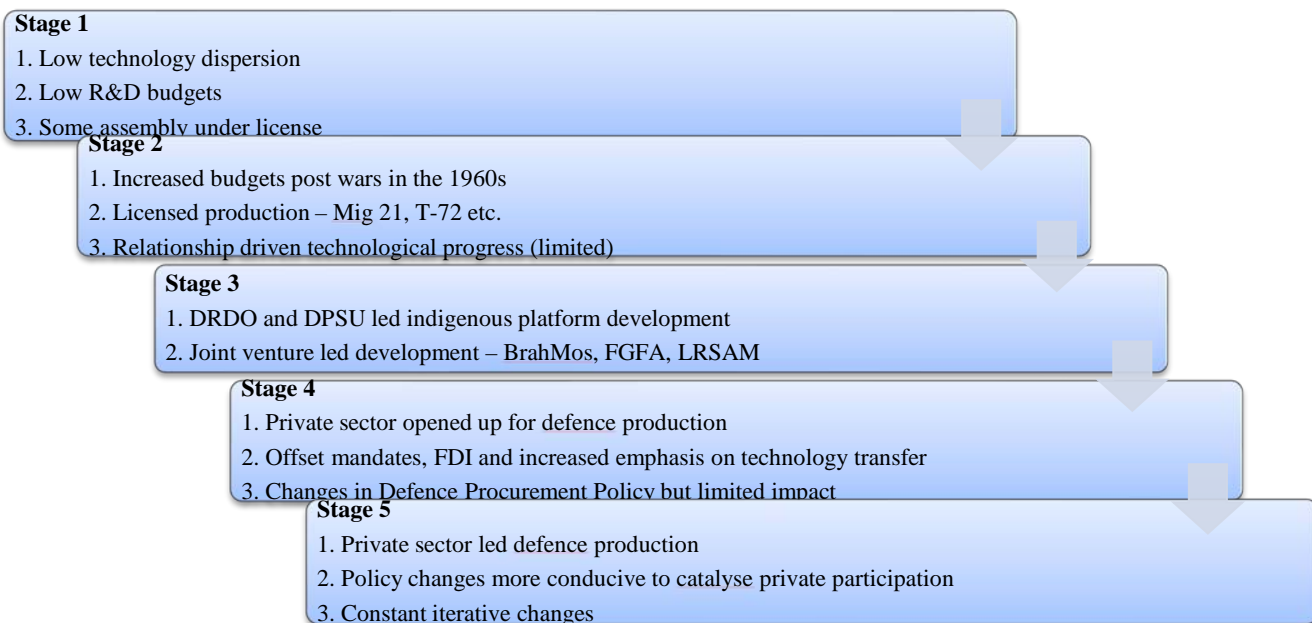 Stage 1
1. Low technology dispersion
2. Low R&D budgets
3. Some assembly under license
Stage 2
1. Increased budgets post wars in the 1960s
2. Licensed production – Mig 21, T-72 etc.
3. Relationship driven technological progress (limited)
Stage 3
1. DRDO and DPSU led indigenous platform development
2. Joint venture led development – BrahMos, FGFA, LRSAM
Stage 4
1. Private sector opened up for defence production
2. Offset mandates, FDI and increased emphasis on technology transfer
3. Changes in Defence Procurement Policy but limited impact
Stage 5
1. Private sector led defence production
2. Policy changes more conducive to catalyse private participation
3. Constant iterative changes